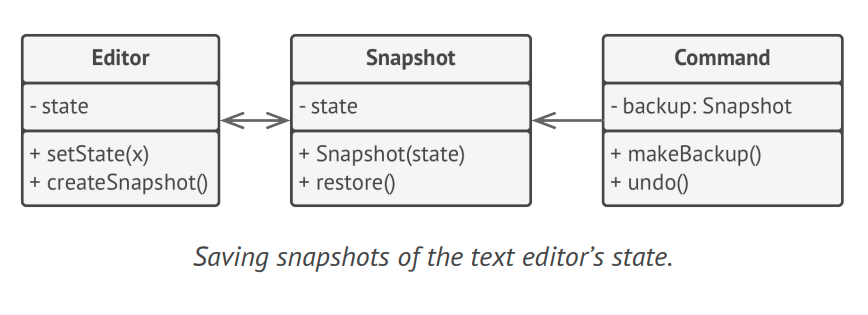 Editor
- state
+ setState(x)
+ createSnapshot()
Snapshot
- state
+ Snapshot(state)
+ restore()
Command
- backup: Snapshot
+ makeBackup()
+ undo()
Saving snapshots of the text editor’s state.